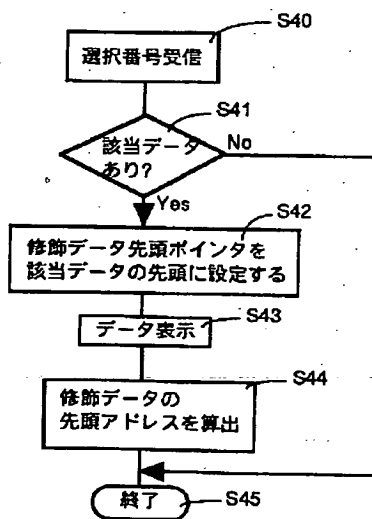 S40
選択番号受信
S41
該当データ
あり?
No
Yes
S42
修飾データ先頭ポインタを
該当データの先頭に設定する
S43
データ表示
S44
修飾データの
先頭アドレスを算出
終了
S45